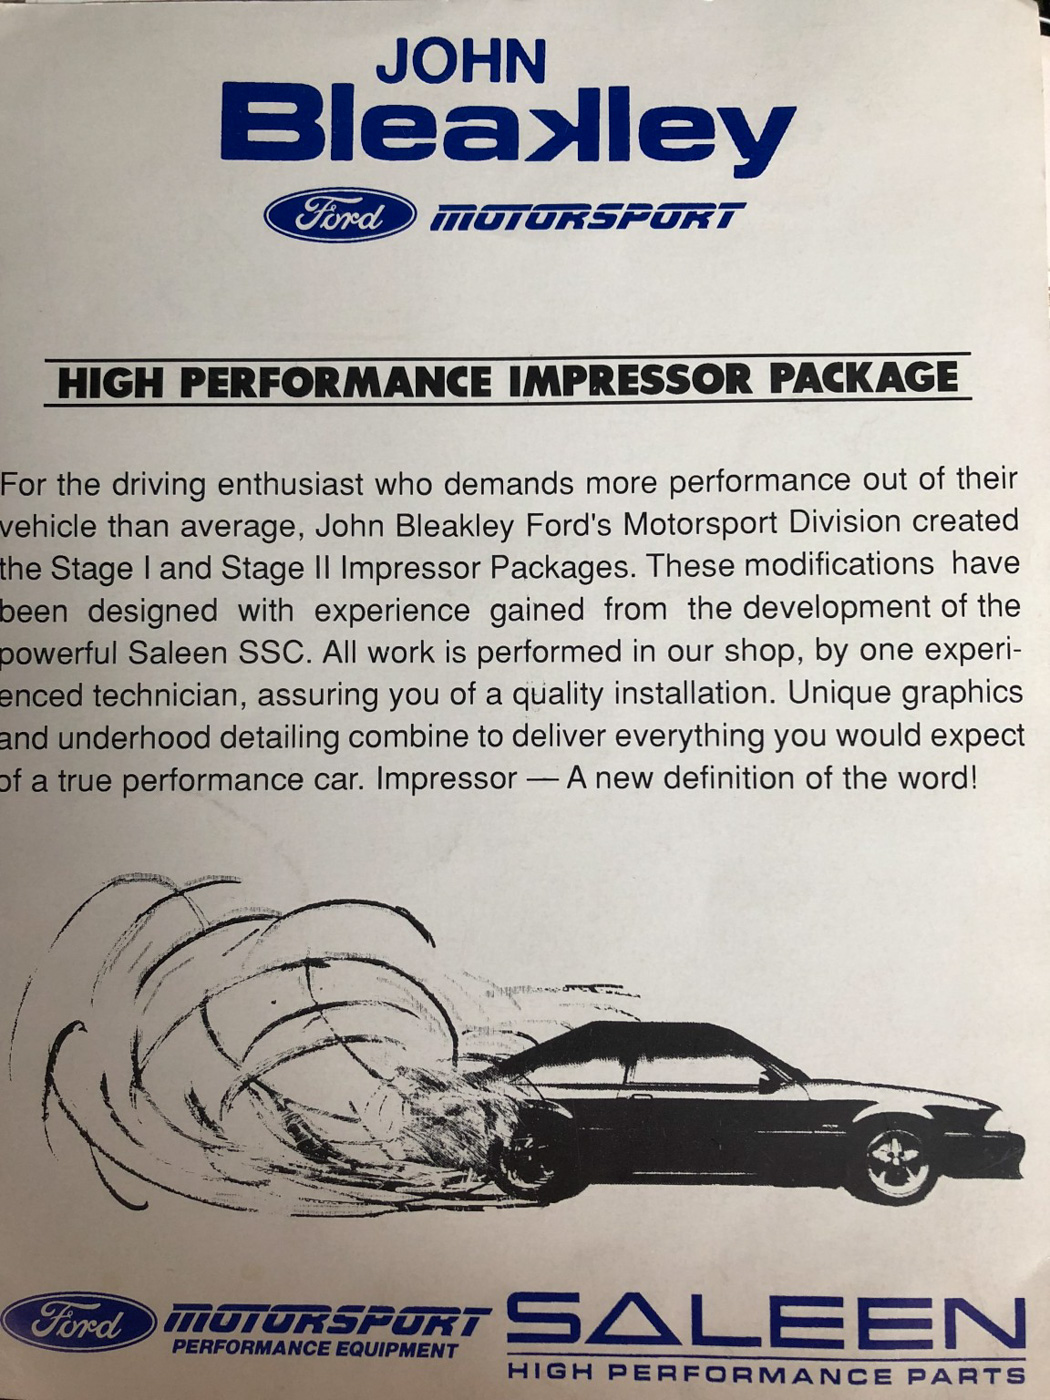 JOHN
Bleakley
Ford MOTORSPORT
HIGH PERFORMANCE IMPRESSOR PACKAGE
For the driving enthusiast who demands more performance out of their
vehicle than average, John Bleakley Ford's Motorsport Division created
the Stage I and Stage II Impressor Packages. These modifications have
been designed with experience gained from the development of the
powerful Saleen SSC. All work is performed in our shop, by one experi-
enced technician, assuring you of a quality installation. Unique graphics
and underhood detailing combine to deliver everything you would expect
of a true performance car. Impressor — A new definition of the word!
Ford MOTORSPORT SALEEN
PERFORMANCE EQUIPMENT HIGH PERFORMANCE PARTS